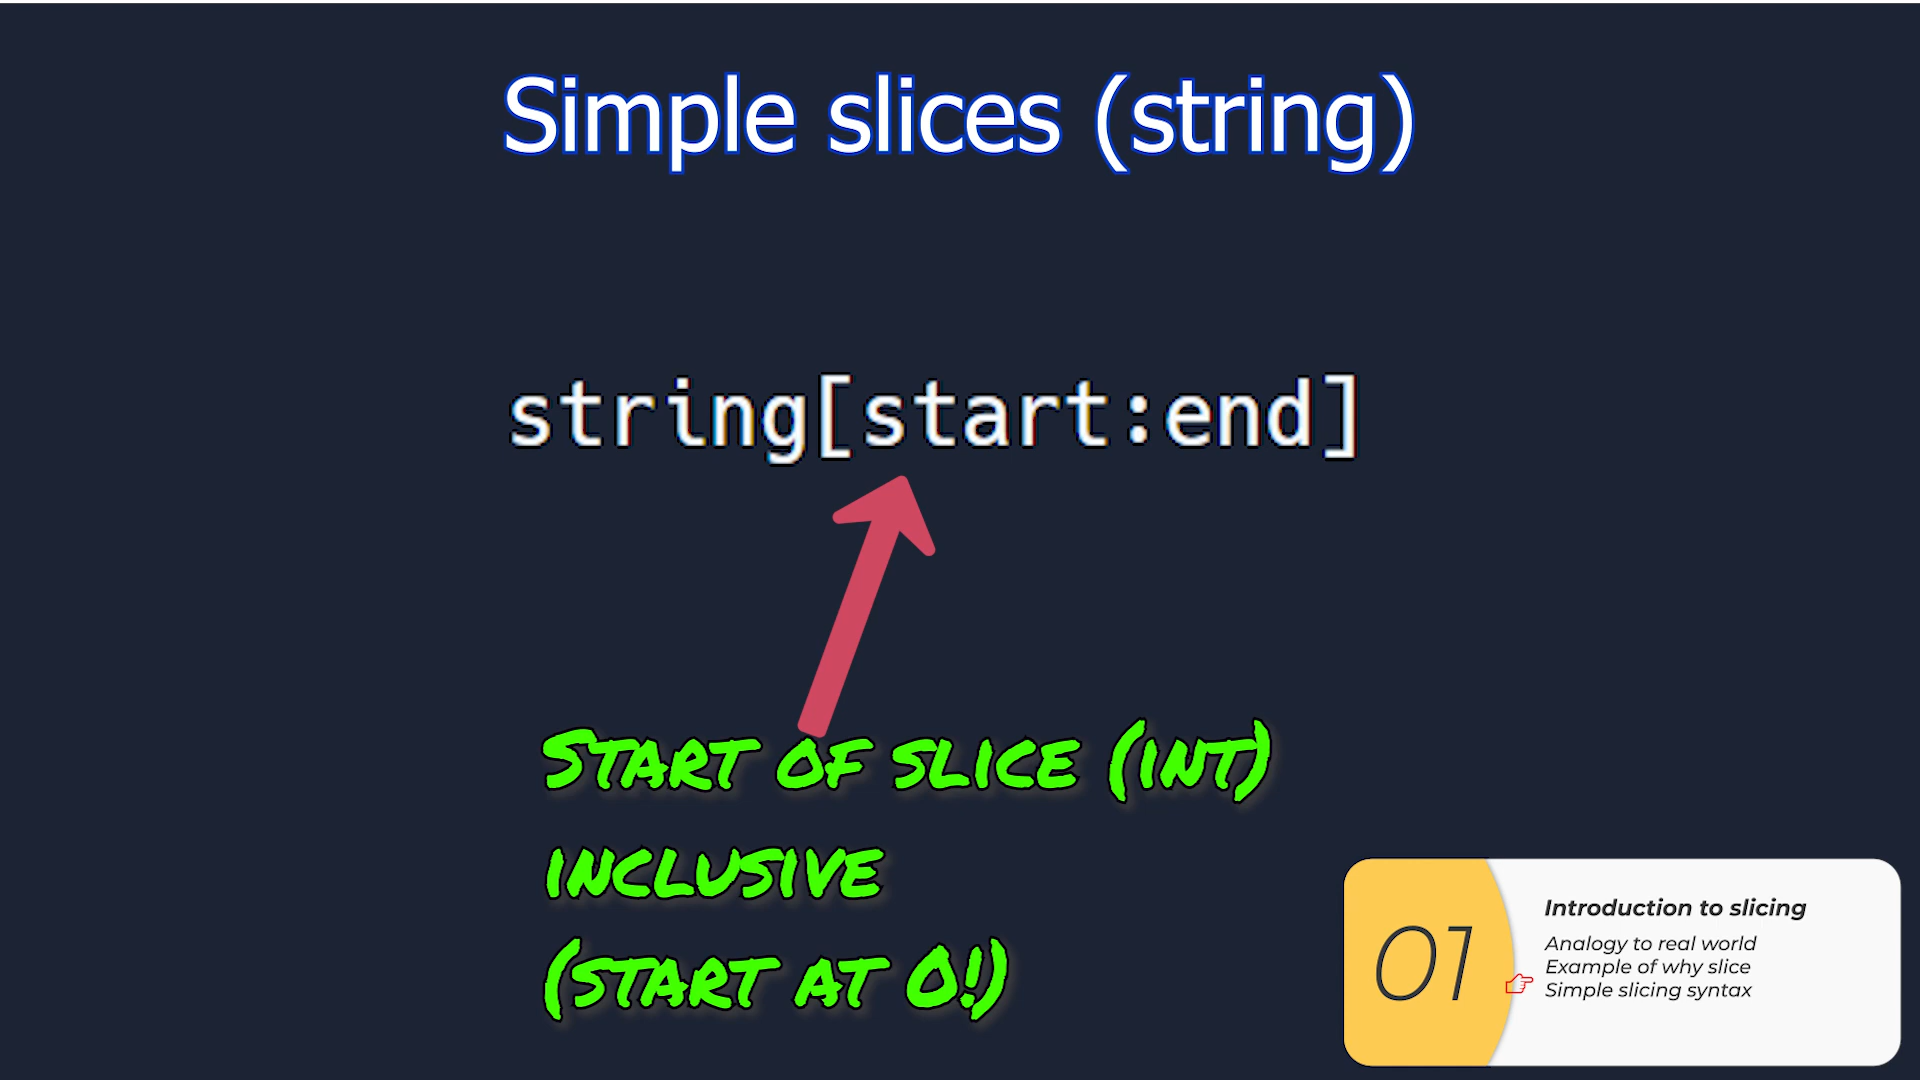 Simple slices (string)
string[start:end]
Start of slice (int)
inclusive
(start at 0!)
01
Introduction to slicing
Analogy to real world
Example of why slice
Simple slicing syntax